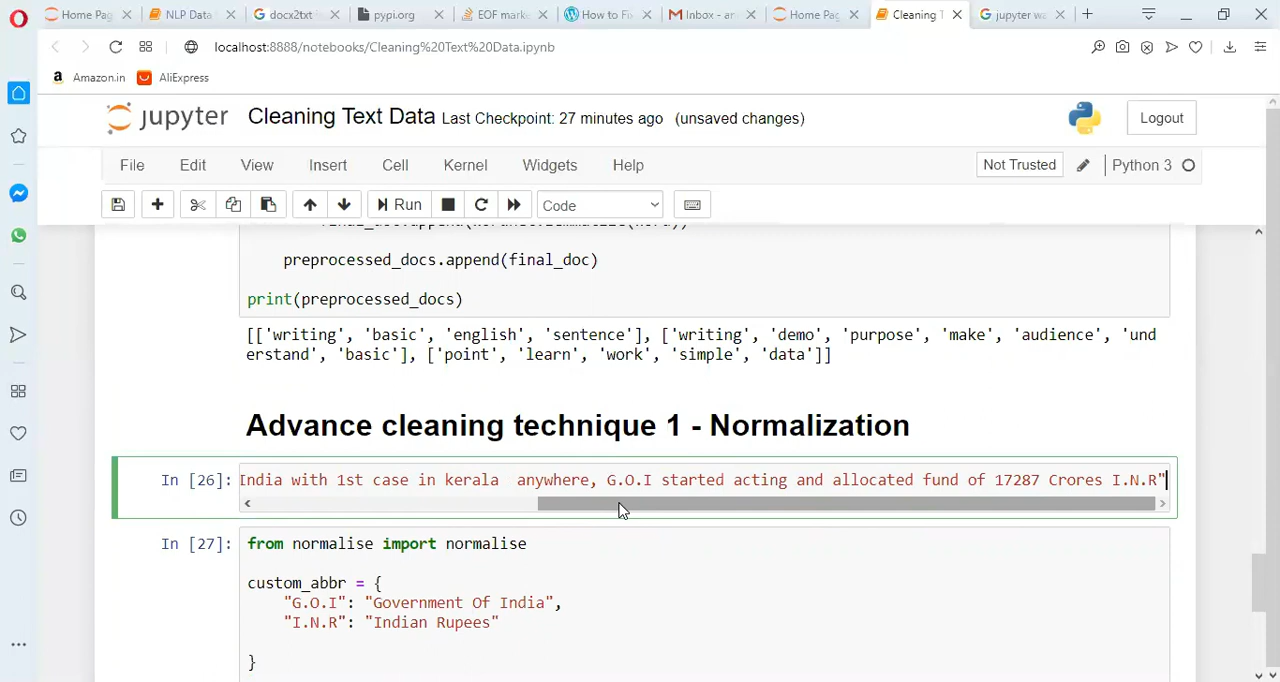 Home Pag
NLP Data
docx2txt
pypi.org
EOF mark
How to Fi
Inbox - a
Home Pag
Cleaning T
jupyter wa
localhost:8888/notebooks/Cleaning%20Text%20Data.ipynb
Amazon.in AliExpress
jupyter Cleaning Text Data Last Checkpoint: 27 minutes ago (unsaved changes) Logout
File Edit View Insert Cell Kernel Widgets Help Not Trusted Python 3
Run Code
preprocessed_docs.append(final_doc)
print(preprocessed_docs)
[['writing', 'basic', 'english', 'sentence'], ['writing', 'demo', 'purpose', 'make', 'audience', 'und
erstand', 'basic'], ['point', 'learn', 'work', 'simple', 'data']]
Advance cleaning technique 1 - Normalization
In [26]: India with 1st case in kerala  anywhere, G.O.I started acting and allocated fund of 17287 Crores I.N.R"
In [27]: from normalise import normalise
custom_abbr = {
"G.O.I": "Government Of India",
"I.N.R": "Indian Rupees"
}